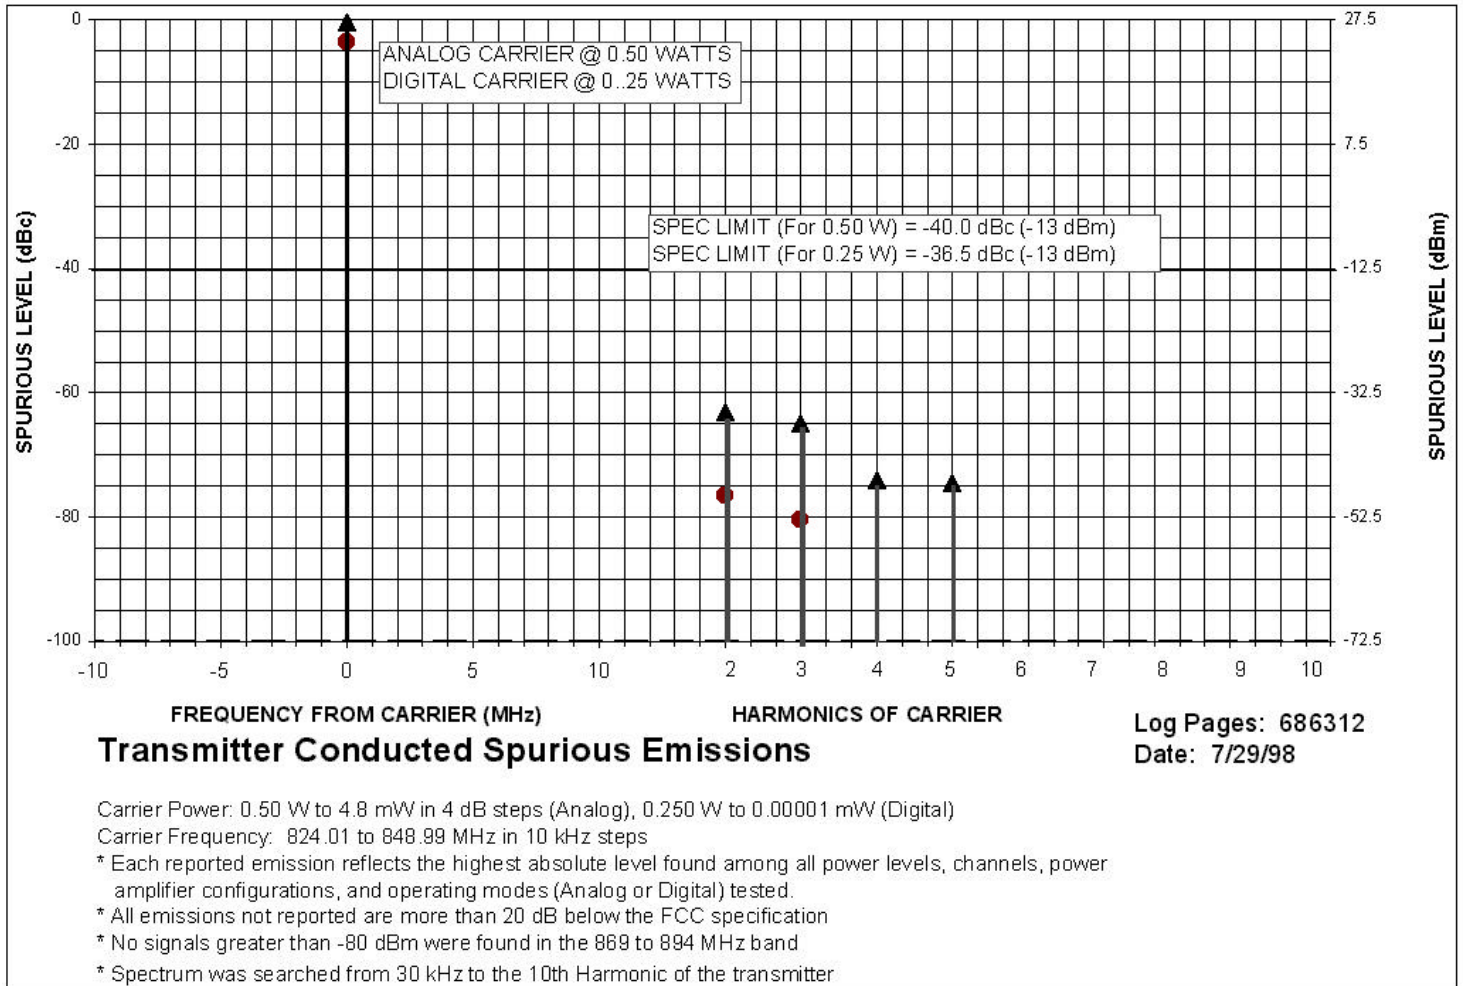 0
27.5
ANALOG CARRIER @ 0.50 WATTS
DIGITAL CARRIER @ 0..25 WATTS
-20
7.5
SPURIOUS LEVEL (dBc)
SPURIOUS LEVEL (dBm)
SPEC LIMIT (For 0.50 W) = -40.0 dBc (-13 dBm)
SPEC LIMIT (For 0.25 W) = -36.5 dBc (-13 dBm)
-40
-12.5
-60
-32.5
-80
-52.5
-100
-72.5
-10 -5 0 5 10 2 3 4 5 6 7 8 9 10
FREQUENCY FROM CARRIER (MHz)
HARMONICS OF CARRIER
Log Pages: 686312
Date: 7/29/98
Transmitter Conducted Spurious Emissions
Carrier Power: 0.50 W to 4.8 mW in 4 dB steps (Analog), 0.250 W to 0.00001 mW (Digital)
Carrier Frequency: 824.01 to 848.99 MHz in 10 kHz steps
* Each reported emission reflects the highest absolute level found among all power levels, channels, power
amplifier configurations, and operating modes (Analog or Digital) tested.
* All emissions not reported are more than 20 dB below the FCC specification
* No signals greater than -80 dBm were found in the 869 to 894 MHz band
* Spectrum was searched from 30 kHz to the 10th Harmonic of the transmitter